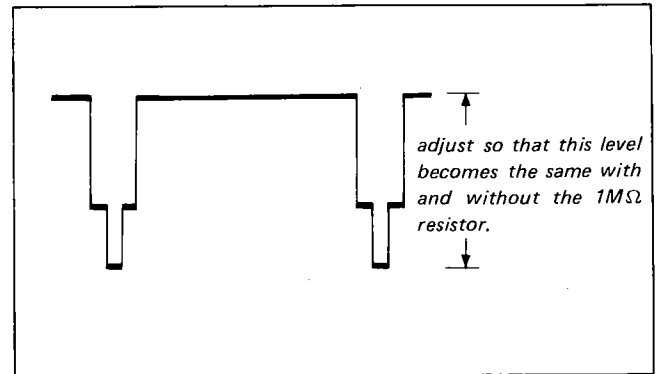 adjust so that this level
becomes the same with
and without the 1MΩ
resistor.